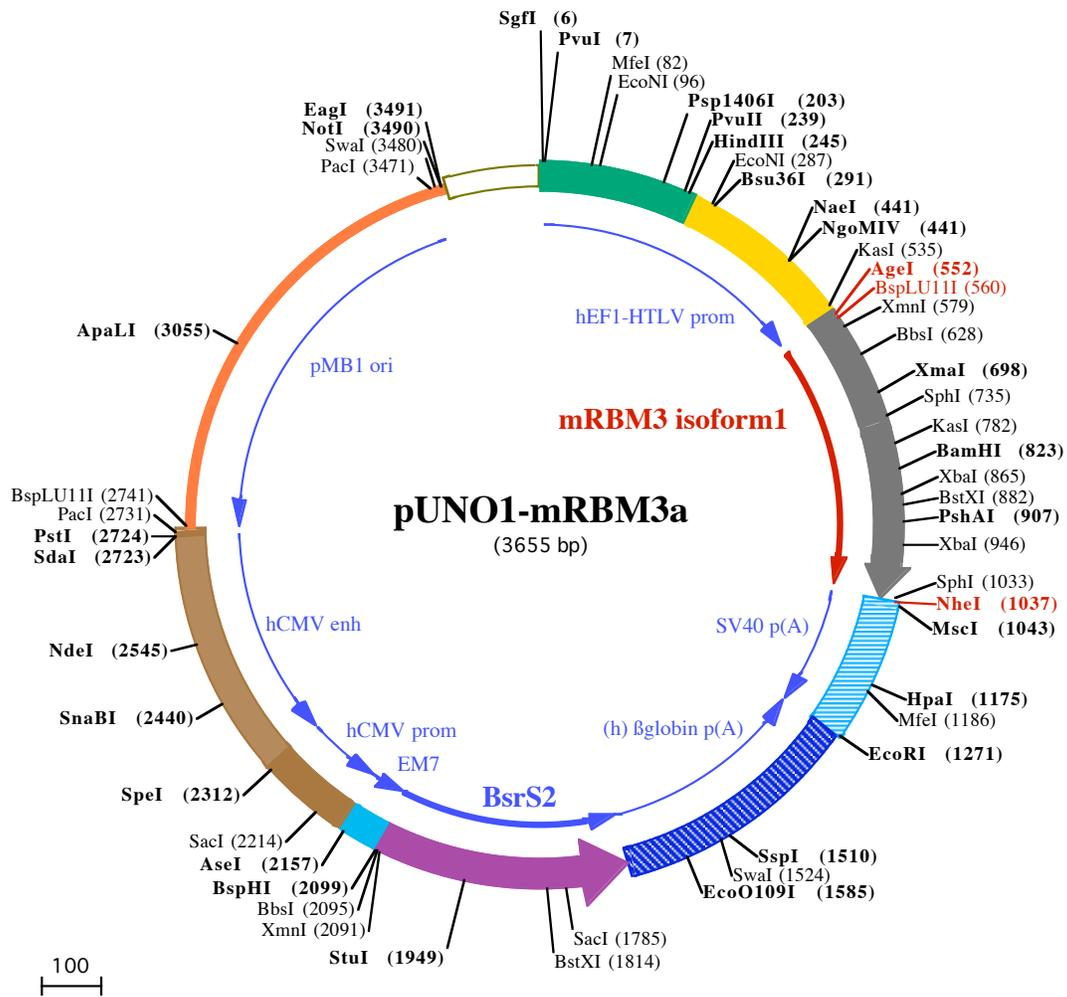 SgfI (6)
PvuI (7)
MfeI (82)
EcoNI (96)
Psp1406I (203)
PvuII (239)
HindIII (245)
EcoNI (287)
Bsu36I (291)
NaeI (441)
NgoMIV (441)
KasI (535)
AgeI (552)
BspLU11I (560)
XmnI (579)
BbsI (628)
XmaI (698)
SphI (735)
KasI (782)
BamHI (823)
XbaI (865)
BstXI (882)
PshAI (907)
XbaI (946)
SphI (1033)
NheI (1037)
MscI (1043)
HpaI (1175)
MfeI (1186)
EcoRI (1271)
SspI (1510)
SwaI (1524)
EcoO109I (1585)
SacI (1785)
BstXI (1814)
StuI (1949)
XmnI (2091)
BbsI (2095)
BspHI (2099)
AseI (2157)
SacI (2214)
SpeI (2312)
SnaBI (2440)
NdeI (2545)
SdaI (2723)
PstI (2724)
PacI (2731)
BspLU11I (2741)
ApaLI (3055)
PacI (3471)
SwaI (3480)
NotI (3490)
EagI (3491)
hEF1-HTLV prom
pMB1 ori
mRBM3 isoform1
pUNO1-mRBM3a
(3655 bp)
hCMV enh
SV40 p(A)
hCMV prom
(h) ßglobin p(A)
EM7
BsrS2
100